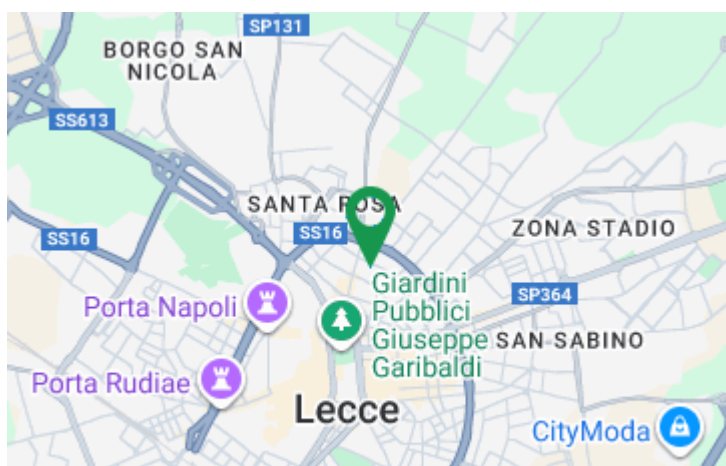 SP131
BORGO SAN
NICOLA
SS613
SANTA ROSA
SS16
SS16
ZONA STADIO
Giardini
Pubblici
Giuseppe
Garibaldi
SP364
Porta Napoli
SAN SABINO
Porta Rudiae
Lecce
CityModa